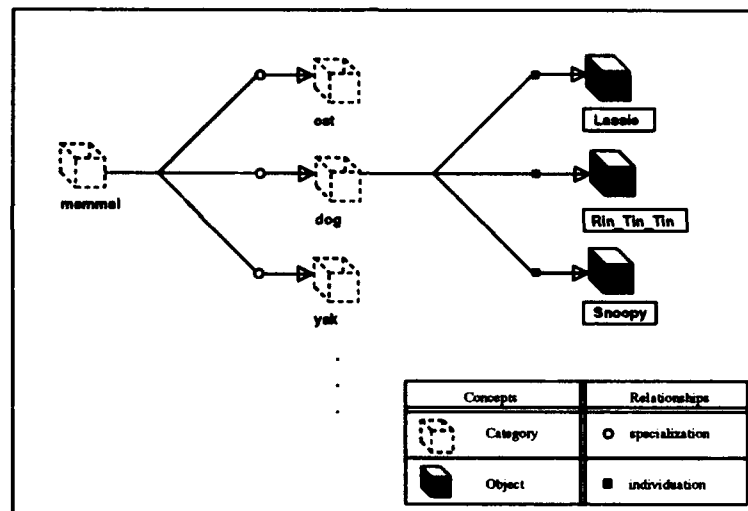 cat
Lassie
mammal
dog
Rin_Tin_Tin
yak
Snoopy
Concepts Relationships
Category specialization
Object individuation